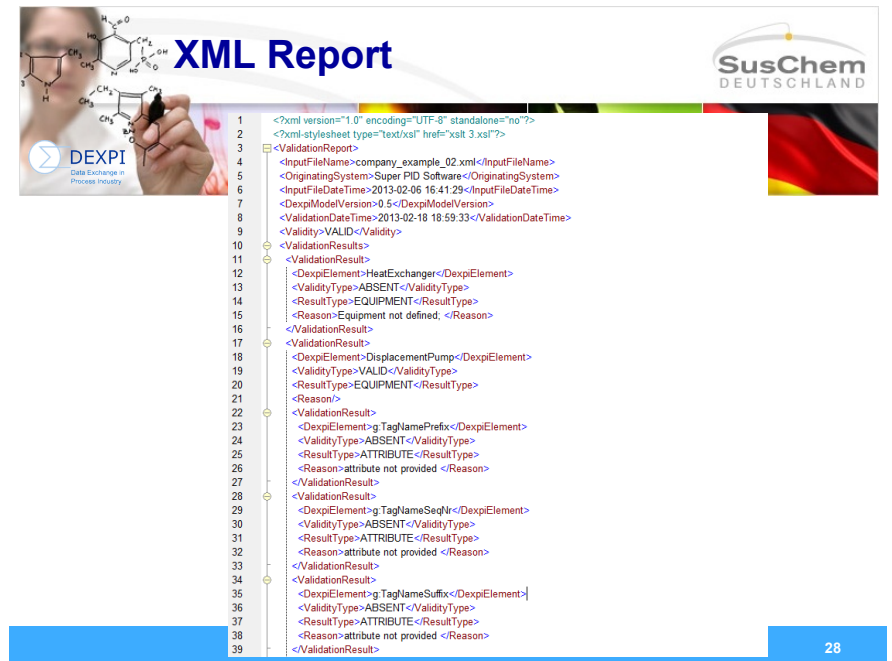 XML Report
SusChem
DEUTSCHLAND
DEXPI
Data Exchange in
Process Industry
1 <?xml version="1.0" encoding="UTF-8" standalone="no"?>
2 <?xml-stylesheet type="text/xsl" href="xslt 3.xsl"?>
3 <ValidationReport>
4 <InputFileName>company_example_02.xml</InputFileName>
5 <OriginatingSystem>Super PID Software</OriginatingSystem>
6 <InputFileDateTime>2013-02-06 16:41:29</InputFileDateTime>
7 <DexpiModelVersion>0.5</DexpiModelVersion>
8 <ValidationDateTime>2013-02-18 18:59:33</ValidationDateTime>
9 <Validity>VALID</Validity>
10 <ValidationResults>
11 <ValidationResult>
12 <DexpiElement>HeatExchanger</DexpiElement>
13 <ValidityType>ABSENT</ValidityType>
14 <ResultType>EQUIPMENT</ResultType>
15 <Reason>Equipment not defined; </Reason>
16 </ValidationResult>
17 <ValidationResult>
18 <DexpiElement>DisplacementPump</DexpiElement>
19 <ValidityType>VALID</ValidityType>
20 <ResultType>EQUIPMENT</ResultType>
21 <Reason/>
22 <ValidationResult>
23 <DexpiElement>g:TagNamePrefix</DexpiElement>
24 <ValidityType>ABSENT</ValidityType>
25 <ResultType>ATTRIBUTE</ResultType>
26 <Reason>attribute not provided </Reason>
27 </ValidationResult>
28 <ValidationResult>
29 <DexpiElement>g:TagNameSeqNr</DexpiElement>
30 <ValidityType>ABSENT</ValidityType>
31 <ResultType>ATTRIBUTE</ResultType>
32 <Reason>attribute not provided </Reason>
33 </ValidationResult>
34 <ValidationResult>
35 <DexpiElement>g:TagNameSuffix</DexpiElement>
36 <ValidityType>ABSENT</ValidityType>
37 <ResultType>ATTRIBUTE</ResultType>
38 <Reason>attribute not provided </Reason>
39 </ValidationResult>
28